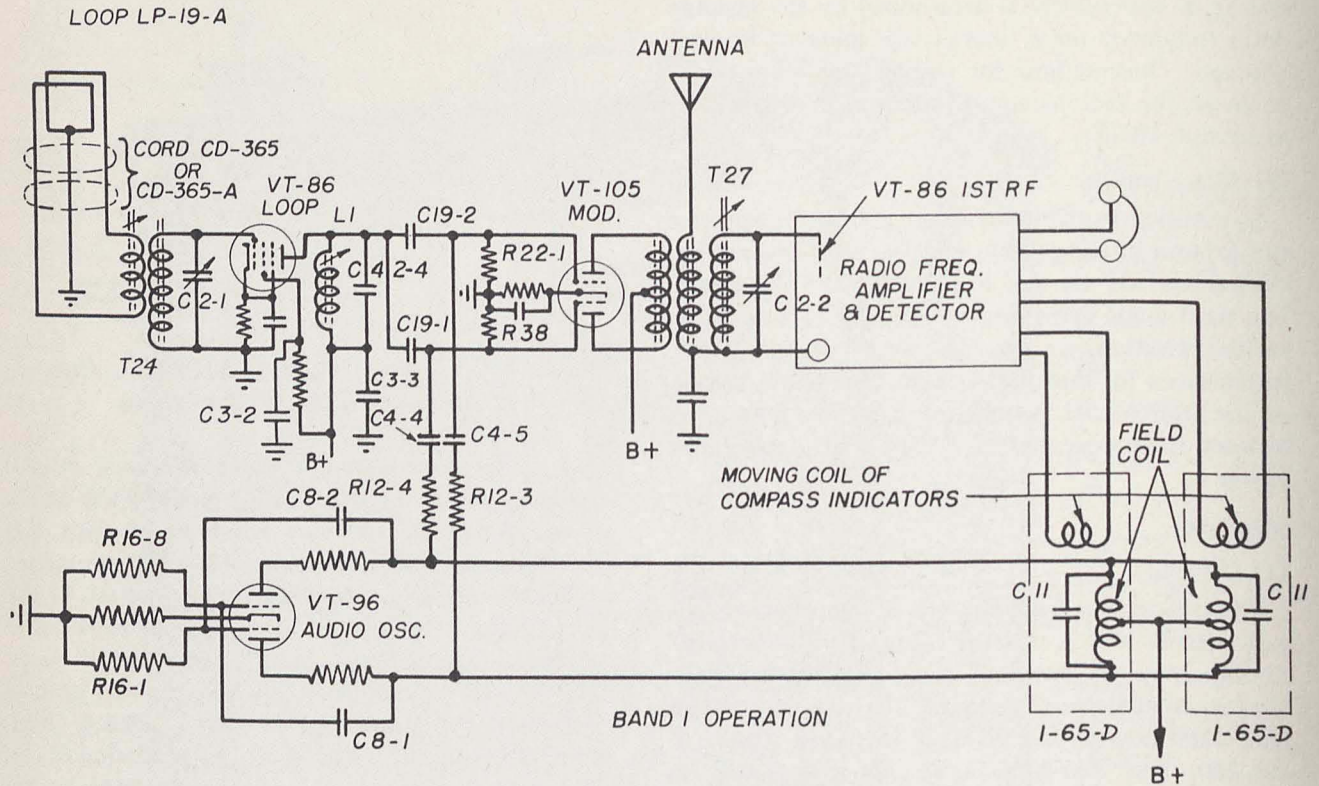 LOOP LP-19-A
ANTENNA
CORD CD-365
OR
CD-365-A
VT-86
LOOP
L1
C19-2
VT-105
MOD.
T27
VT-86 1ST RF
R22-1
C 2-1
C 4
2-4
C 2-2
RADIO FREQ.
AMPLIFIER
& DETECTOR
C19-1
R38
T24
C3-3
C3-2
C4-4
C4-5
B+
B+
FIELD
COIL
MOVING COIL OF
COMPASS INDICATORS
C8-2
R12-4
R12-3
R16-8
VT-96
AUDIO OSC.
C 11
C 11
R16-1
C8-1
BAND 1 OPERATION
I-65-D
I-65-D
B+